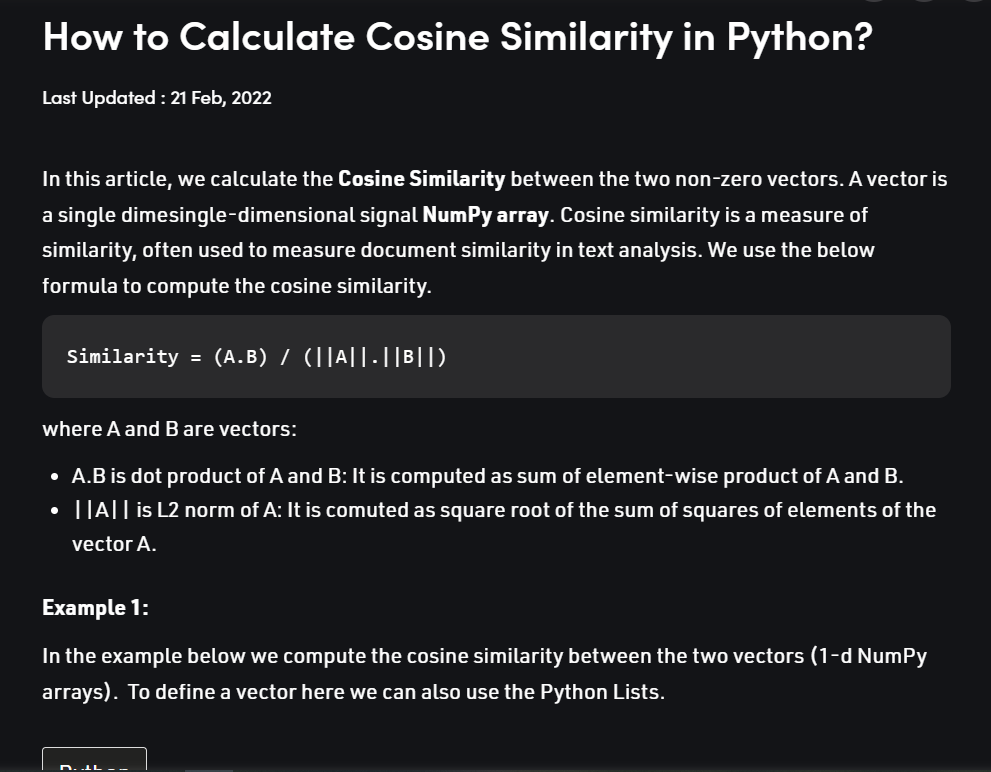 How to Calculate Cosine Similarity in Python?
Last Updated : 21 Feb, 2022
In this article, we calculate the Cosine Similarity between the two non-zero vectors. A vector is
a single dimesingle-dimensional signal NumPy array. Cosine similarity is a measure of
similarity, often used to measure document similarity in text analysis. We use the below
formula to compute the cosine similarity.
Similarity = (A.B) / (||A||.||B||)
where A and B are vectors:
• A.B is dot product of A and B: It is computed as sum of element-wise product of A and B.
• ||A|| is L2 norm of A: It is comuted as square root of the sum of squares of elements of the
vector A.
Example 1:
In the example below we compute the cosine similarity between the two vectors (1-d NumPy
arrays).  To define a vector here we can also use the Python Lists.
Python